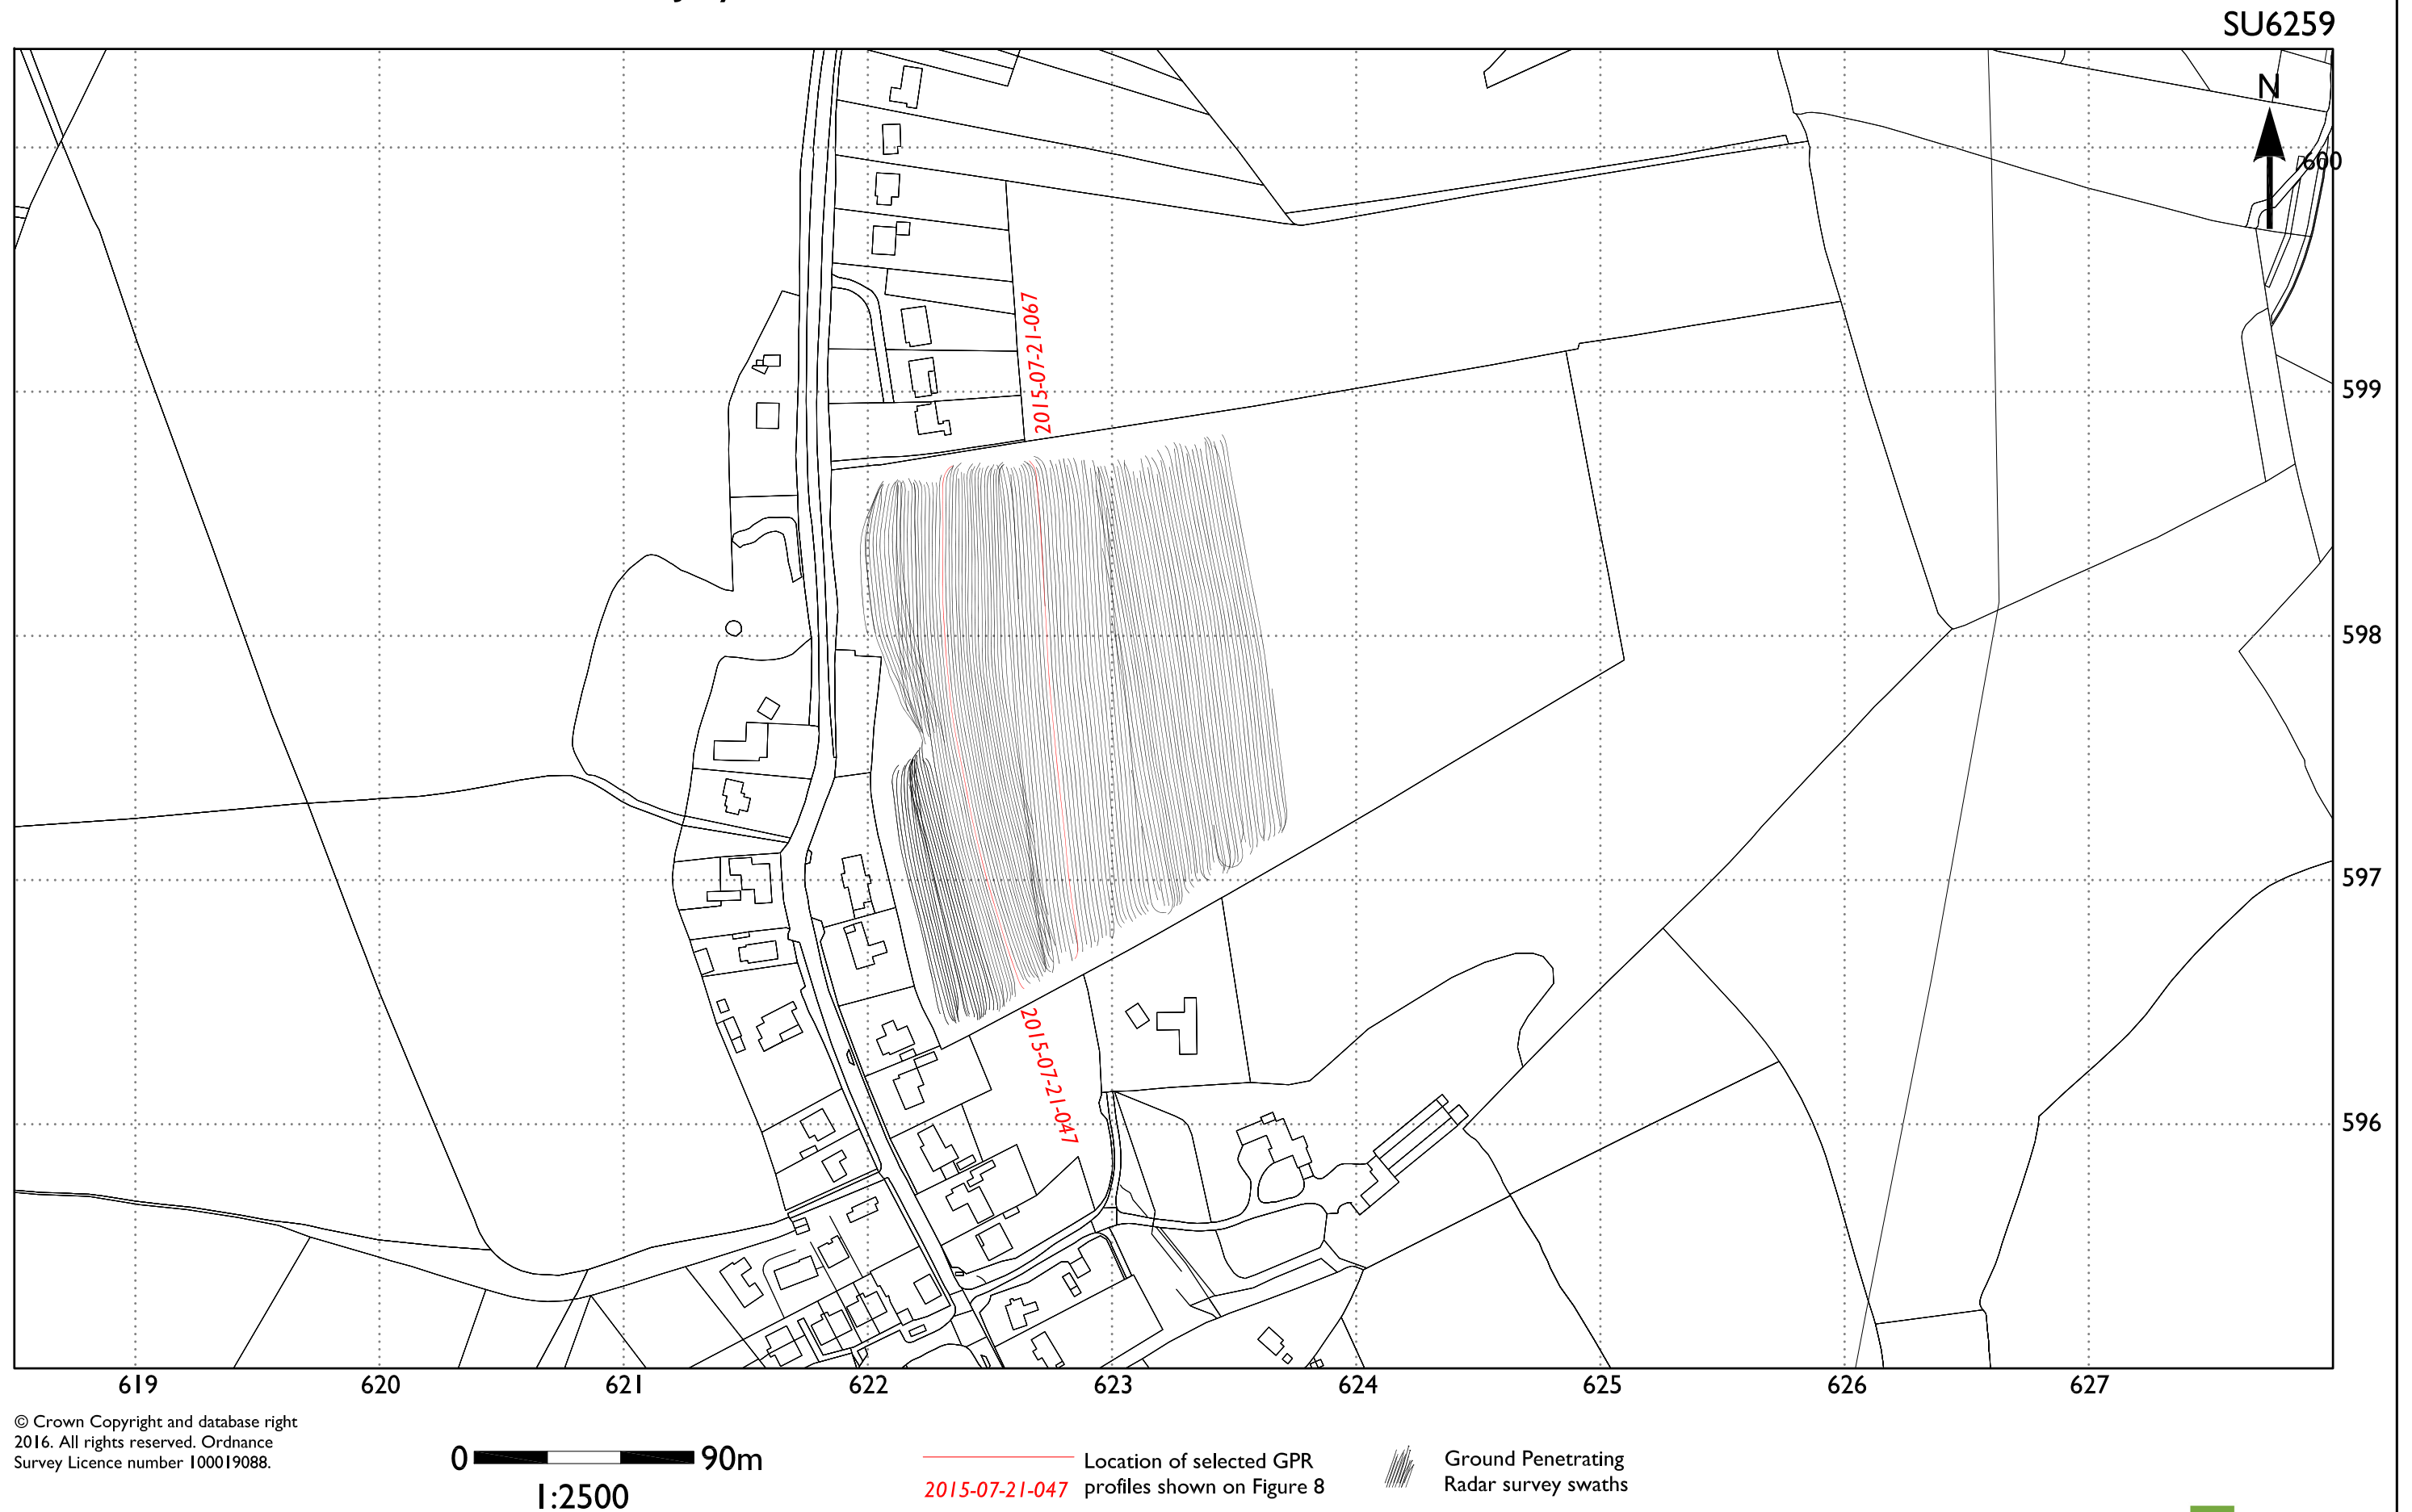 SU6259
N
600
2015-07-21-067
599
598
597
2015-07-21-047
596
619 620 621 622 623 624 625 626 627
© Crown Copyright and database right
2016. All rights reserved. Ordnance
Survey Licence number 100019088.
0 90m
1:2500
Location of selected GPR
2015-07-21-047 profiles shown on Figure 8
Ground Penetrating
Radar survey swaths